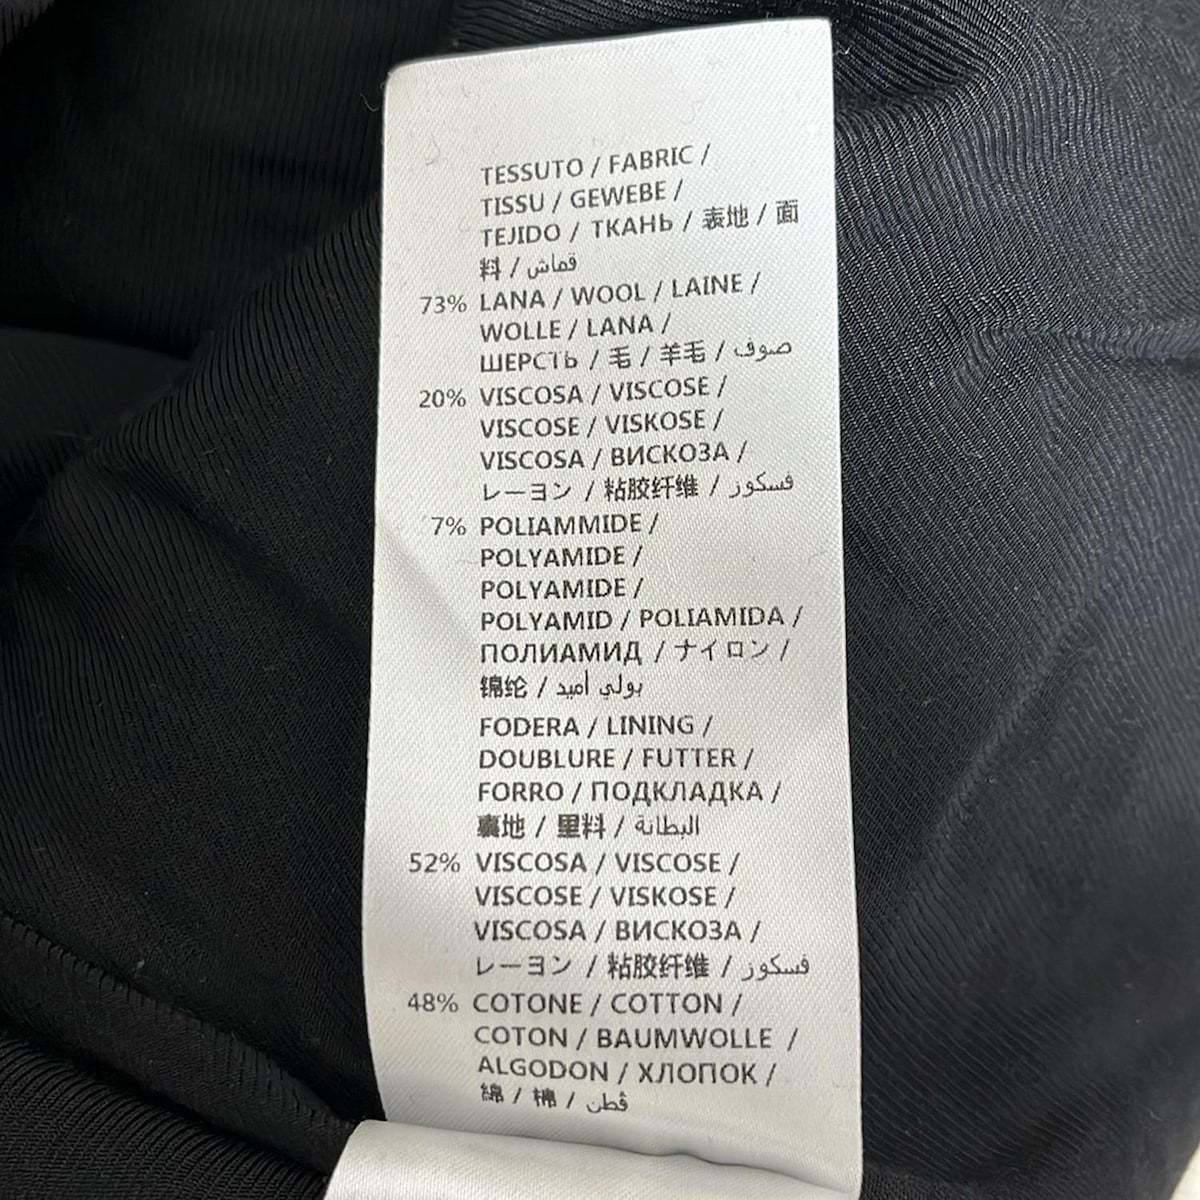 TESSUTO / FABRIC /
TISSU / GEWEBE /
TEJIDO / ТКАНЬ / 表地 / 面
料 / قماش
73% LANA / WOOL / LAINE /
WOLLE / LANA /
ШЕРСТЬ / 毛 / 羊毛 / صوف
20% VISCOSA / VISCOSE /
VISCOSE / VISKOSE /
VISCOSA / ВИСКОЗА /
レーヨン / 粘胶纤维 / فسكوز
7% POLIAMMIDE /
POLYAMIDE /
POLYAMIDE /
POLYAMID / POLIAMIDA /
ПОЛИАМИД / ナイロン /
锦纶 / بولي أميد
FODERA / LINING /
DOUBLURE / FUTTER /
FORRO / ПОДКЛАДКА /
裏地 / 里料 / البطانة
52% VISCOSA / VISCOSE /
VISCOSE / VISKOSE /
VISCOSA / ВИСКОЗА /
レーヨン / 粘胶纤维 / فسكوز
48% COTONE / COTTON /
COTON / BAUMWOLLE /
ALGODON / ХЛОПОК /
綿 / 棉 / قطن